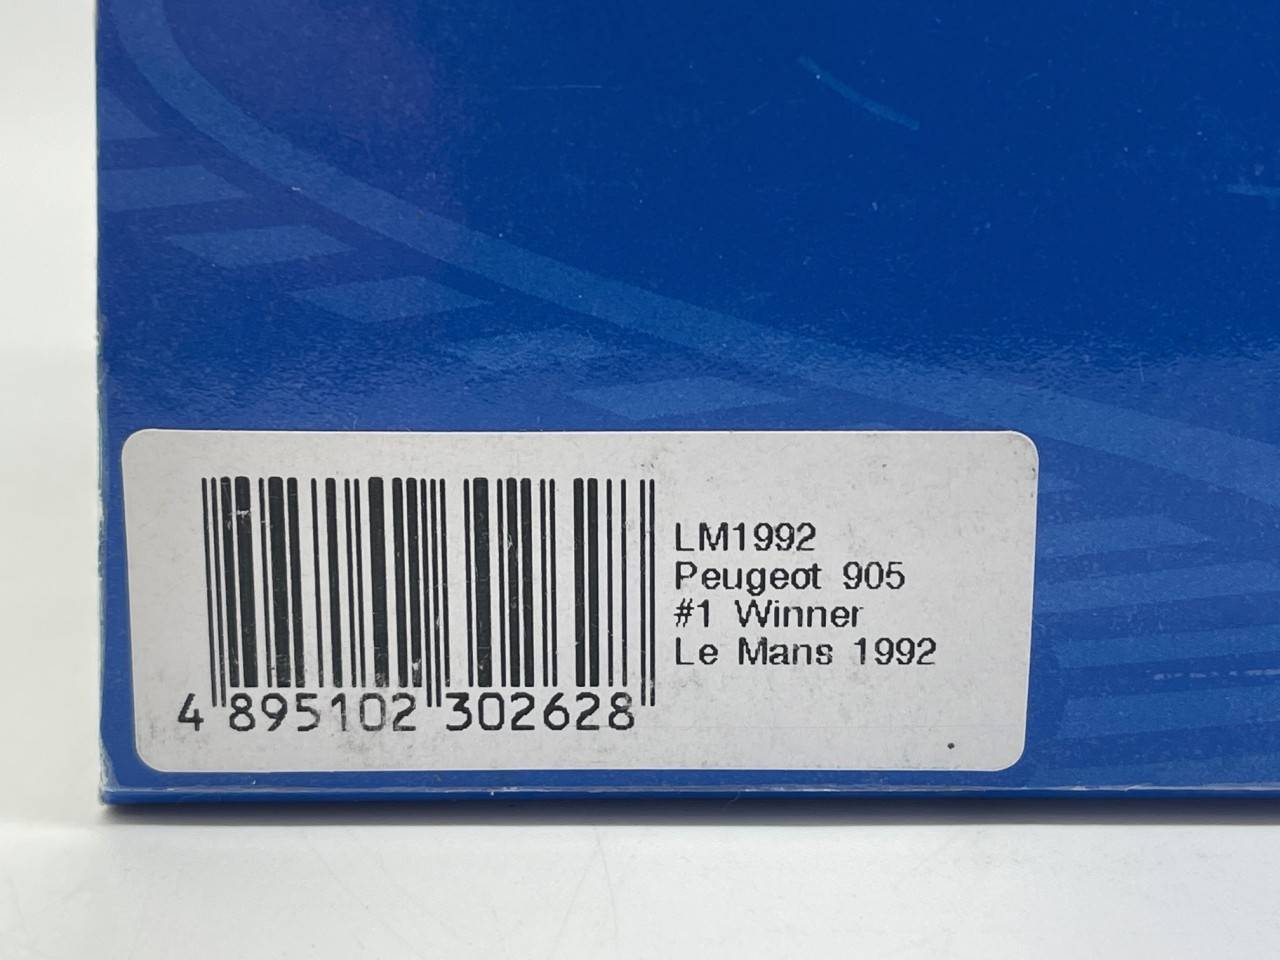 LM1992
Peugeot 905
#1 Winner
Le Mans 1992
4 895102 302628